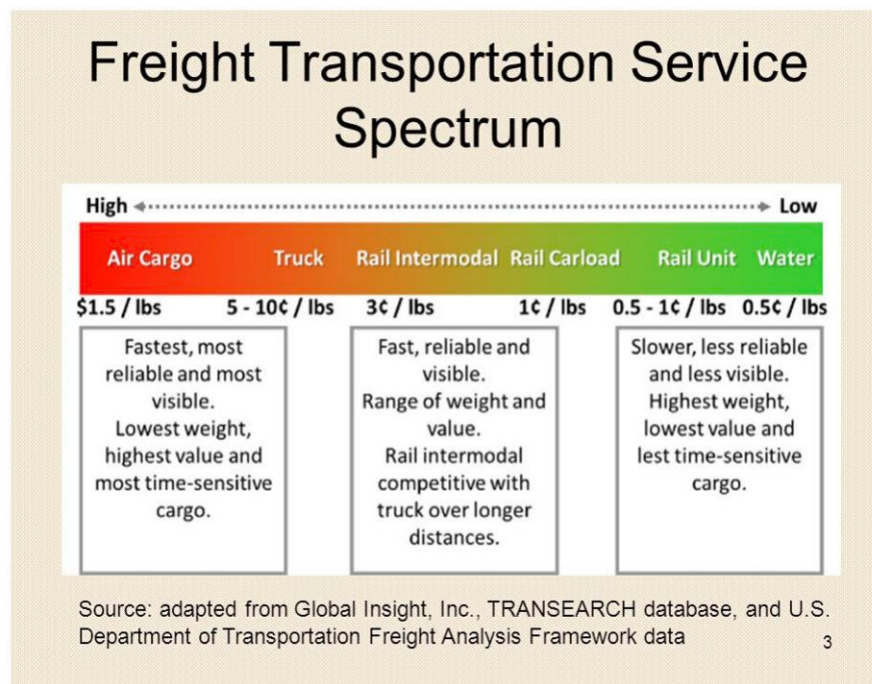 Freight Transportation Service
Spectrum
High
Low
Air Cargo
Truck
Rail Intermodal
Rail Carload
Rail Unit
Water
$1.5 / lbs
5 - 10¢ / lbs
3¢ / lbs
1¢ / lbs
0.5 - 1¢ / lbs
0.5¢ / lbs
Fastest, most
reliable and most
visible.
Lowest weight,
highest value and
most time-sensitive
cargo.
Fast, reliable and
visible.
Range of weight and
value.
Rail intermodal
competitive with
truck over longer
distances.
Slower, less reliable
and less visible.
Highest weight,
lowest value and
lest time-sensitive
cargo.
Source: adapted from Global Insight, Inc., TRANSEARCH database, and U.S.
Department of Transportation Freight Analysis Framework data
3